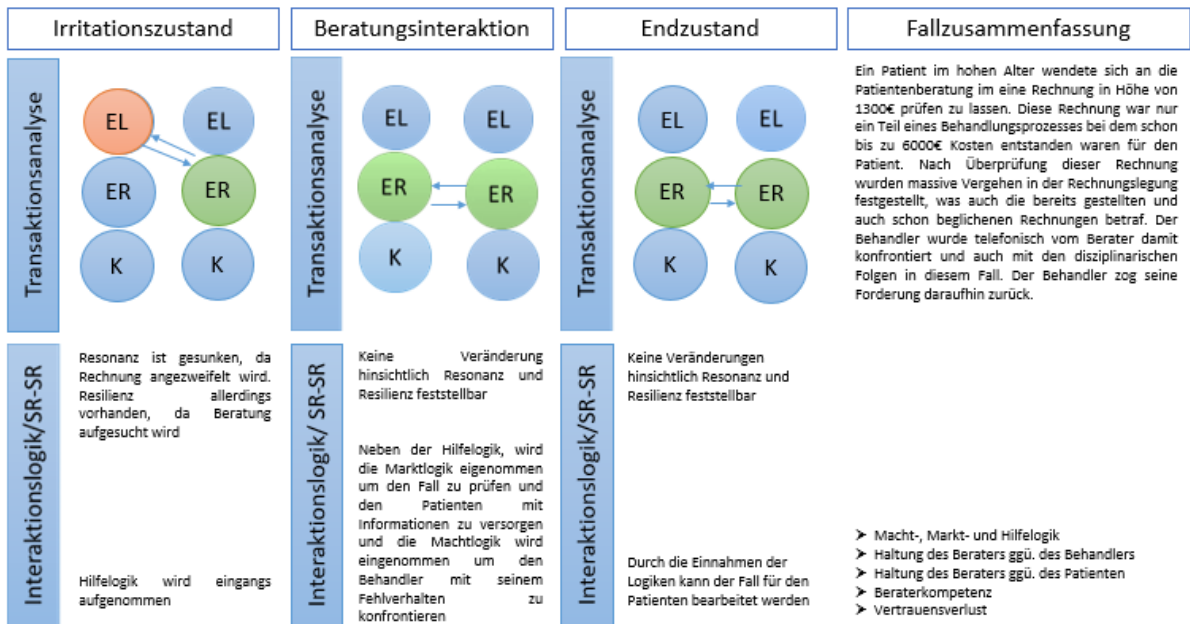 Irritationszustand
Beratungsinteraktion
Endzustand
Fallzusammenfassung
Transaktionsanalyse
EL
EL
ER
ER
K
K
Transaktionsanalyse
EL
EL
ER
ER
K
K
Transaktionsanalyse
EL
EL
ER
ER
K
K
Ein Patient im hohen Alter wendete sich an die
Patientenberatung im eine Rechnung in Höhe von
1300€ prüfen zu lassen. Diese Rechnung war nur
ein Teil eines Behandlungsprozesses bei dem schon
bis zu 6000€ Kosten entstanden waren für den
Patient. Nach Überprüfung dieser Rechnung
wurden massive Vergehen in der Rechnungslegung
festgestellt, was auch die bereits gestellten und
auch schon beglichenen Rechnungen betraf. Der
Behandler wurde telefonisch vom Berater damit
konfrontiert und auch mit den disziplinarischen
Folgen in diesem Fall. Der Behandler zog seine
Forderung daraufhin zurück.
Interaktionslogik/SR-SR
Resonanz ist gesunken, da
Rechnung angezweifelt wird.
Resilienz allerdings
vorhanden, da Beratung
aufgesucht wird
Hilfelogik wird eingangs
aufgenommen
Interaktionslogik/ SR-SR
Keine Veränderung
hinsichtlich Resonanz und
Resilienz feststellbar
Neben der Hilfelogik, wird
die Marktlogik eigenommen
um den Fall zu prüfen und
den Patienten mit
Informationen zu versorgen
und die Machtlogik wird
eingenommen um den
Behandler mit seinem
Fehlverhalten zu
konfrontieren
Interaktionslogik/SR-SR
Keine Veränderungen
hinsichtlich Resonanz und
Resilienz feststellbar
Durch die Einnahmen der
Logiken kann der Fall für den
Patienten bearbeitet werden
➤ Macht-, Markt- und Hilfelogik
➤ Haltung des Beraters ggü. des Behandlers
➤ Haltung des Beraters ggü. des Patienten
➤ Beraterkompetenz
➤ Vertrauensverlust